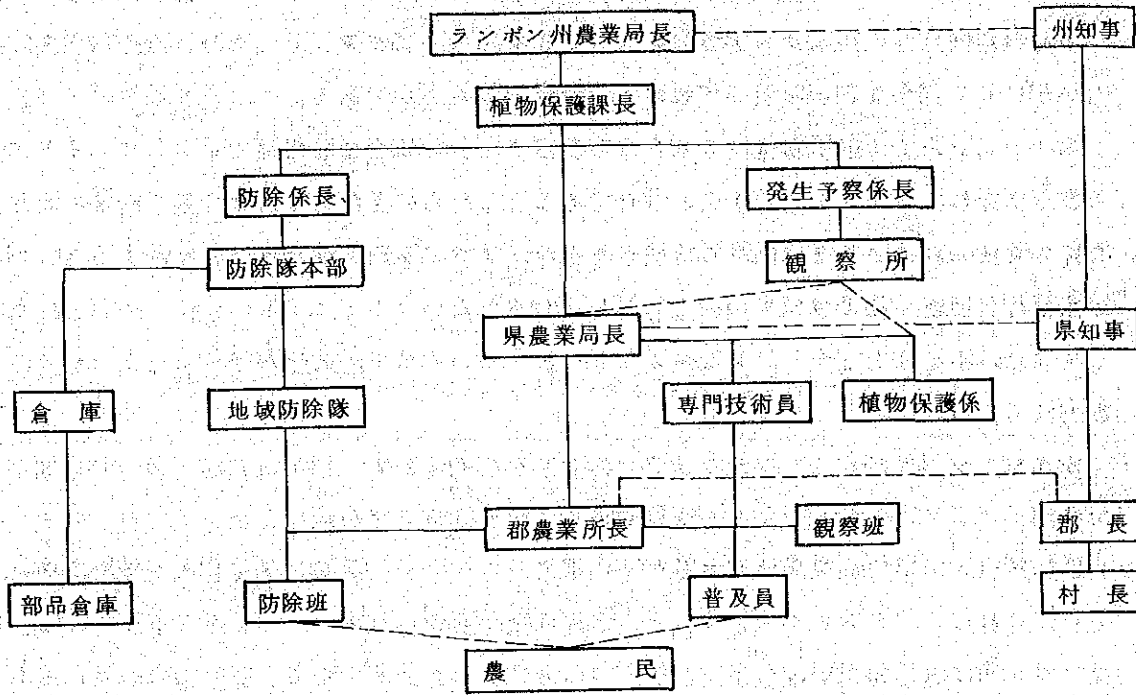 ランポン州農業局長
州知事
植物保護課長
防除係長、
発生予察係長
防除隊本部
観察所
県農業局長
県知事
倉庫
地域防除隊
専門技術員
植物保護係
郡農業所長
観察班
郡長
部品倉庫
防除班
普及員
村長
農民